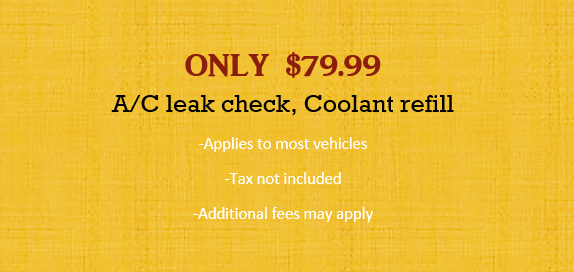 ONLY $79.99
A/C leak check, Coolant refill
-Applies to most vehicles
-Tax not included
-Additional fees may apply